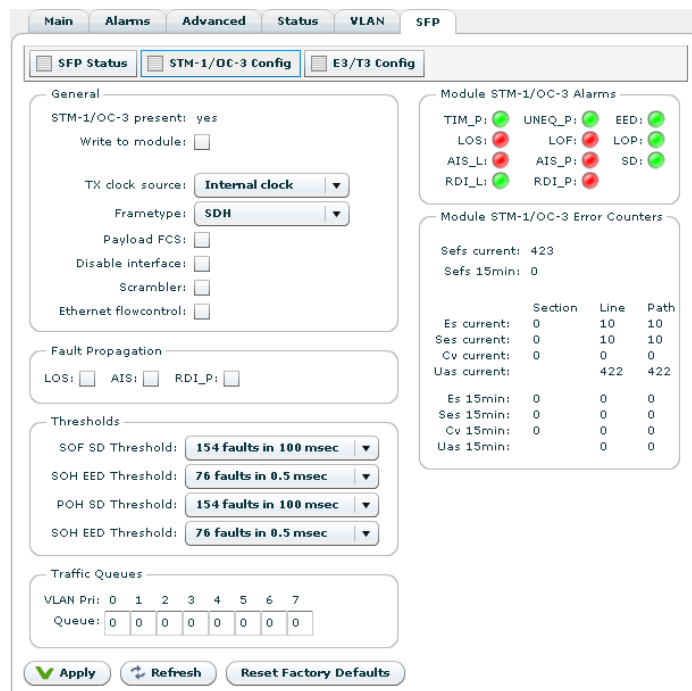 Main Alarms Advanced Status VLAN SFP
SFP Status STM-1/OC-3 Config E3/T3 Config
General
STM-1/OC-3 present: yes
Write to module:
TX clock source: Internal clock
Frametype: SDH
Payload FCS:
Disable interface:
Scrambler:
Ethernet flowcontrol:
Fault Propagation
LOS: AIS: RDI_P:
Thresholds
SOF SD Threshold: 154 faults in 100 msec
SOH EED Threshold: 76 faults in 0.5 msec
POH SD Threshold: 154 faults in 100 msec
SOH EED Threshold: 76 faults in 0.5 msec
Traffic Queues
VLAN Pri: 0 1 2 3 4 5 6 7
Queue: 0 0 0 0 0 0 0 0
Module STM-1/OC-3 Alarms
TIM_P: UNEQ_P: EED:
LOS: LOF: LOP:
AIS_L: AIS_P: SD:
RDI_L: RDI_P:
Module STM-1/OC-3 Error Counters
Sefs current: 423
Sefs 15min: 0
Section Line Path
Es current: 0 10 10
Ses current: 0 10 10
Cv current: 0 0 0
Uas current: 422 422
Es 15min: 0 0 0
Ses 15min: 0 0 0
Cv 15min: 0 0 0
Uas 15min: 0 0
Apply Refresh Reset Factory Defaults